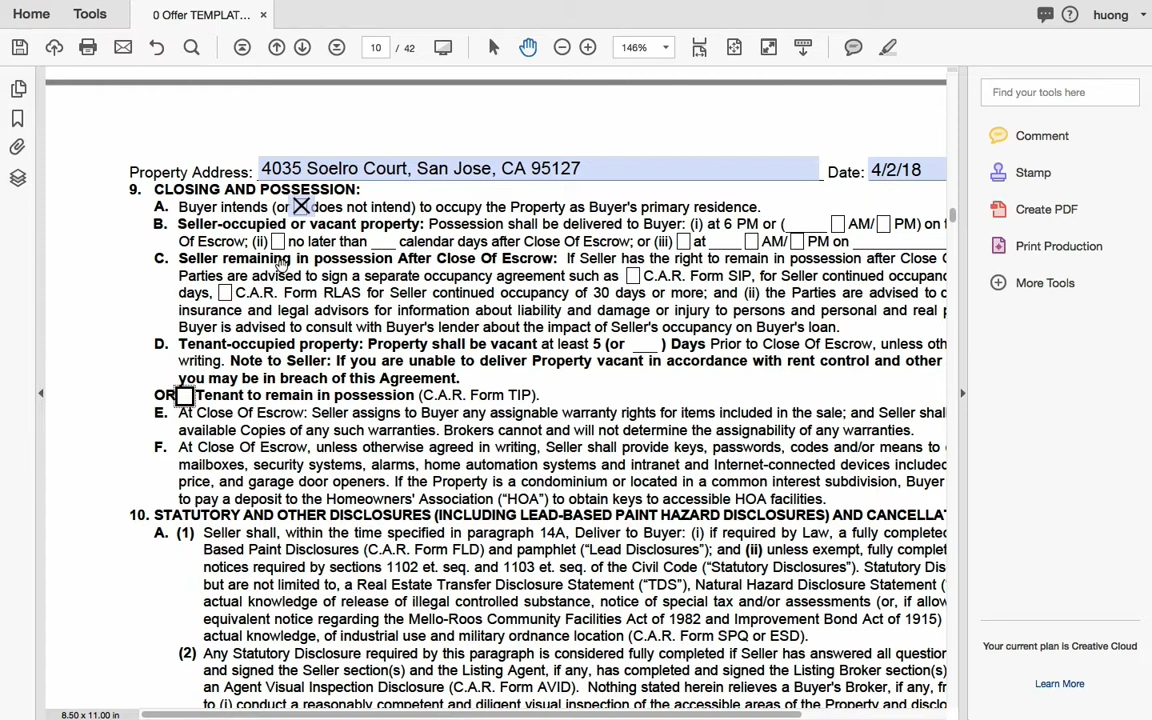 Home Tools 0 Offer TEMPLAT... × huong
10 / 42 146%
Property Address: 4035 Soelro Court, San Jose, CA 95127 Date: 4/2/18
9. CLOSING AND POSSESSION:
A. Buyer intends (or does not intend) to occupy the Property as Buyer's primary residence.
B. Seller-occupied or vacant property: Possession shall be delivered to Buyer: (i) at 6 PM or (____ AM/ PM) on
Of Escrow; (ii) no later than ___ calendar days after Close Of Escrow; or (iii) at ____ AM/ PM on
C. Seller remaining in possession After Close Of Escrow: If Seller has the right to remain in possession after Close
Parties are advised to sign a separate occupancy agreement such as C.A.R. Form SIP, for Seller continued
days, C.A.R. Form RLAS for Seller continued occupancy of 30 days or more; and (ii) the Parties are advised to
insurance and legal advisors for information about liability and damage or injury to persons and personal and real
Buyer is advised to consult with Buyer's lender about the impact of Seller's occupancy on Buyer's loan.
D. Tenant-occupied property: Property shall be vacant at least 5 (or ___ ) Days Prior to Close Of Escrow, unless
writing. Note to Seller: If you are unable to deliver Property vacant in accordance with rent control and other
you may be in breach of this Agreement.
OR Tenant to remain in possession (C.A.R. Form TIP).
E. At Close Of Escrow: Seller assigns to Buyer any assignable warranty rights for items included in the sale; and Seller
available Copies of any such warranties. Brokers cannot and will not determine the assignability of any warranties.
F. At Close Of Escrow, unless otherwise agreed in writing, Seller shall provide keys, passwords, codes and/or means to
mailboxes, security systems, alarms, home automation systems and intranet and Internet-connected devices included
price, and garage door openers. If the Property is a condominium or located in a common interest subdivision, Buyer
to pay a deposit to the Homeowners' Association ("HOA") to obtain keys to accessible HOA facilities.
10. STATUTORY AND OTHER DISCLOSURES (INCLUDING LEAD-BASED PAINT HAZARD DISCLOSURES) AND
A. (1) Seller shall, within the time specified in paragraph 14A, Deliver to Buyer: (i) if required by Law, a fully completed
Based Paint Disclosures (C.A.R. Form FLD) and pamphlet ("Lead Disclosures"); and (ii) unless exempt, fully
notices required by sections 1102 et. seq. and 1103 et. seq. of the Civil Code ("Statutory Disclosures"). Statutory
but are not limited to, a Real Estate Transfer Disclosure Statement ("TDS"), Natural Hazard Disclosure Statement (
actual knowledge of release of illegal controlled substance, notice of special tax and/or assessments (or, if
equivalent notice regarding the Mello-Roos Community Facilities Act of 1982 and Improvement Bond Act of 1915)
actual knowledge, of industrial use and military ordnance location (C.A.R. Form SPQ or ESD).
(2) Any Statutory Disclosure required by this paragraph is considered fully completed if Seller has answered all
and signed the Seller section(s) and the Listing Agent, if any, has completed and signed the Listing Broker section(s)
an Agent Visual Inspection Disclosure (C.A.R. Form AVID). Nothing stated herein relieves a Buyer's Broker, if any,
to (i) conduct a reasonably competent and diligent visual inspection of the accessible areas of the Property and
8.50 x 11.00 in
Find your tools here
Comment
Stamp
Create PDF
Print Production
More Tools
Your current plan is Creative Cloud
Learn More